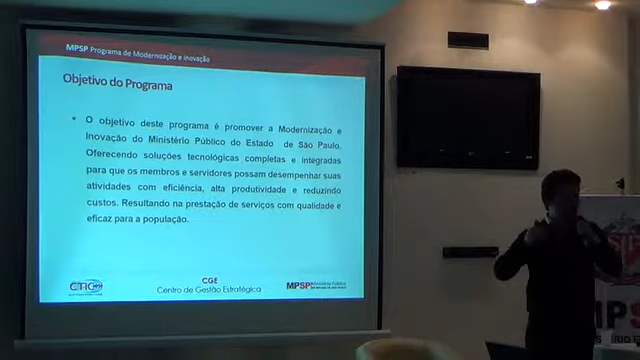 MPSP Programa de Modernização e Inovação
Objetivo do Programa
• O objetivo deste programa é promover a Modernização e
Inovação do Ministério Público do Estado de São Paulo.
Oferecendo soluções tecnológicas completas e integradas
para que os membros e servidores possam desempenhar suas
atividades com eficiência, alta produtividade e reduzindo
custos. Resultando na prestação de serviços com qualidade e
eficaz para a população.
CTIC
CGE
Centro de Gestão Estratégica
MPSP Ministério Público
MPS